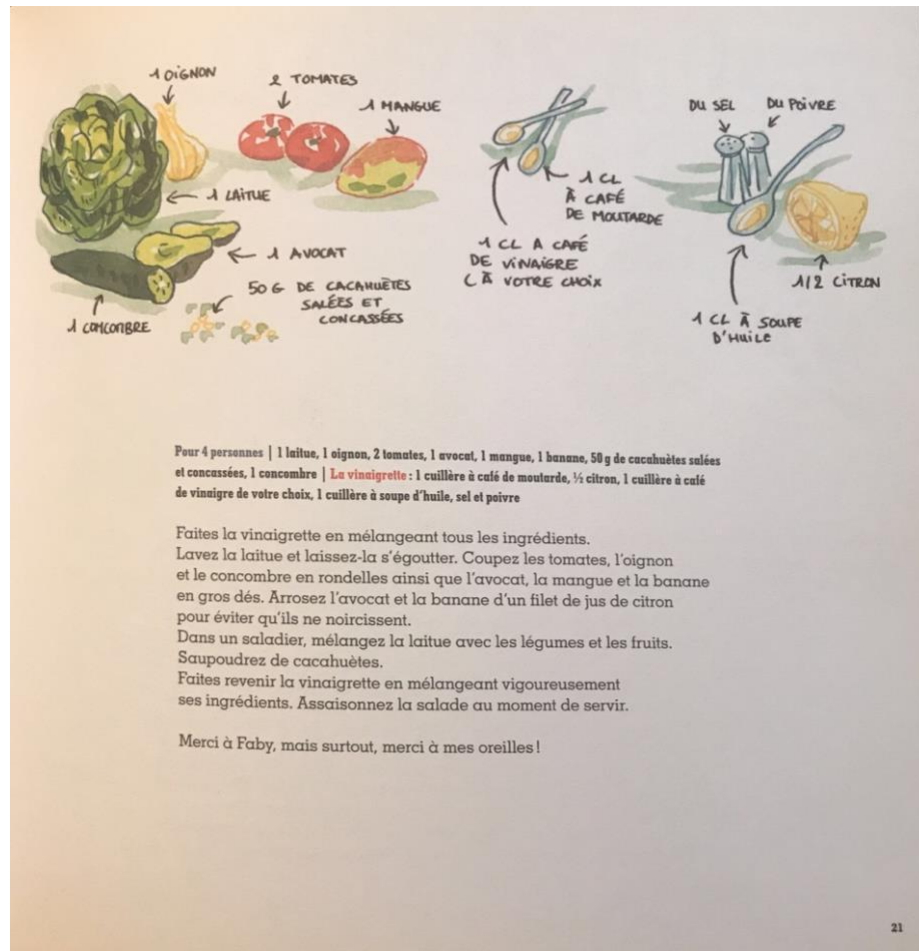 1 OIGNON
2 TOMATES
1 MANGUE
1 LAITUE
1 AVOCAT
50 G DE CACAHUÈTES
SALÉES ET
CONCASSÉES
1 CONCOMBRE
1 CL
À CAFÉ
DE MOUTARDE
1 CL A CAFÉ
DE VINAIGRE
(À VOTRE CHOIX
DU SEL
DU POIVRE
1/2 CITRON
1 CL À SOUPE
D'HUILE
Pour 4 personnes | 1 laitue, 1 oignon, 2 tomates, 1 avocat, 1 mangue, 1 banane, 50 g de cacahuètes salées
et concassées, 1 concombre | La vinaigrette : 1 cuillère à café de moutarde, ½ citron, 1 cuillère à café
de vinaigre de votre choix, 1 cuillère à soupe d'huile, sel et poivre
Faites la vinaigrette en mélangeant tous les ingrédients.
Lavez la laitue et laissez-la s'égoutter. Coupez les tomates, l'oignon
et le concombre en rondelles ainsi que l'avocat, la mangue et la banane
en gros dés. Arrosez l'avocat et la banane d'un filet de jus de citron
pour éviter qu'ils ne noircissent.
Dans un saladier, mélangez la laitue avec les légumes et les fruits.
Saupoudrez de cacahuètes.
Faites revenir la vinaigrette en mélangeant vigoureusement
ses ingrédients. Assaisonnez la salade au moment de servir.
Merci à Faby, mais surtout, merci à mes oreilles !
21